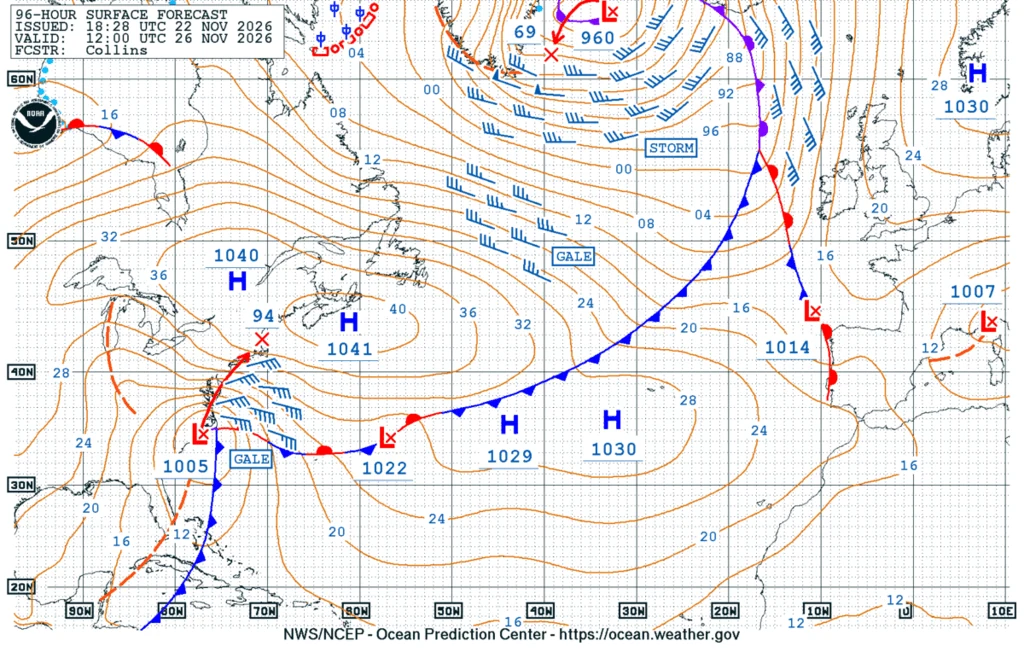 96-HOUR SURFACE FORECAST
ISSUED: 18:28 UTC 22 NOV 2026
VALID: 12:00 UTC 26 NOV 2026
FCSTR: Collins
04
69
L
960
88
60N
28
H
1030
00
92
NOAA
16
08
96
STORM
12
00
24
20
12
08
04
50N
32
GALE
16
1040
36
H
24
1007
94
40
36
32
16
L
H
1041
20
L
1014
12
40N
28
28
H
H
24
24
L
L
1029
1030
1005
GALE
1022
16
30N
20
24
16
12
20
20
20N
90W
80W
70W
60W
50W
40W
30W
20W
10W
0
10E
12
16
12
NWS/NCEP - Ocean Prediction Center - https://ocean.weather.gov